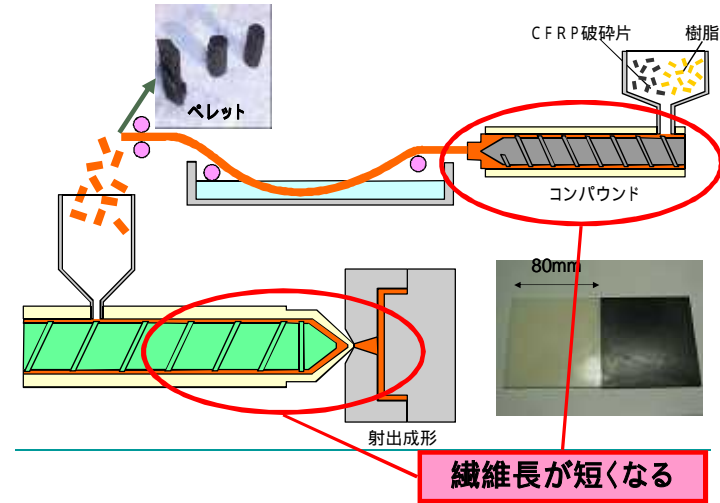 ペレット
CFRP破砕片
樹脂
コンパウンド
80mm
射出成形
繊維長が短くなる